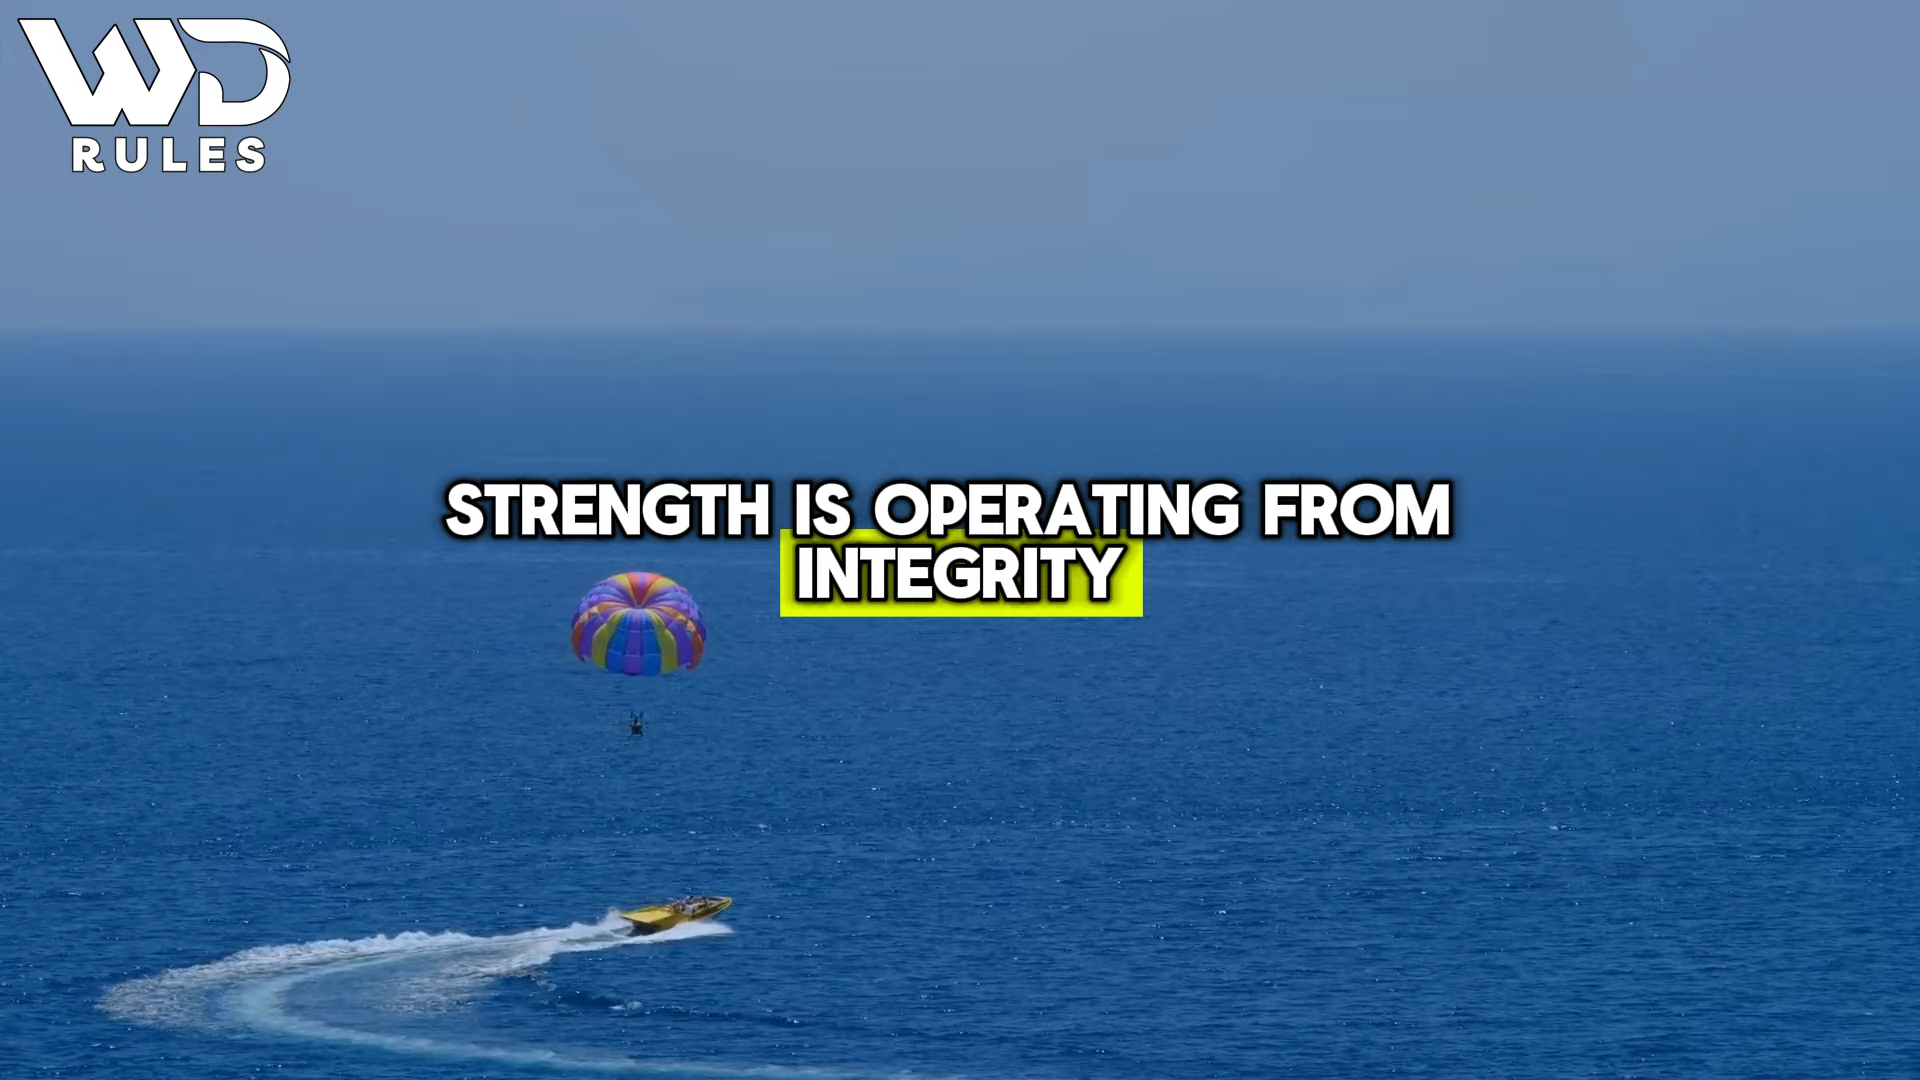 WD
RULES
STRENGTH IS OPERATING FROM
INTEGRITY